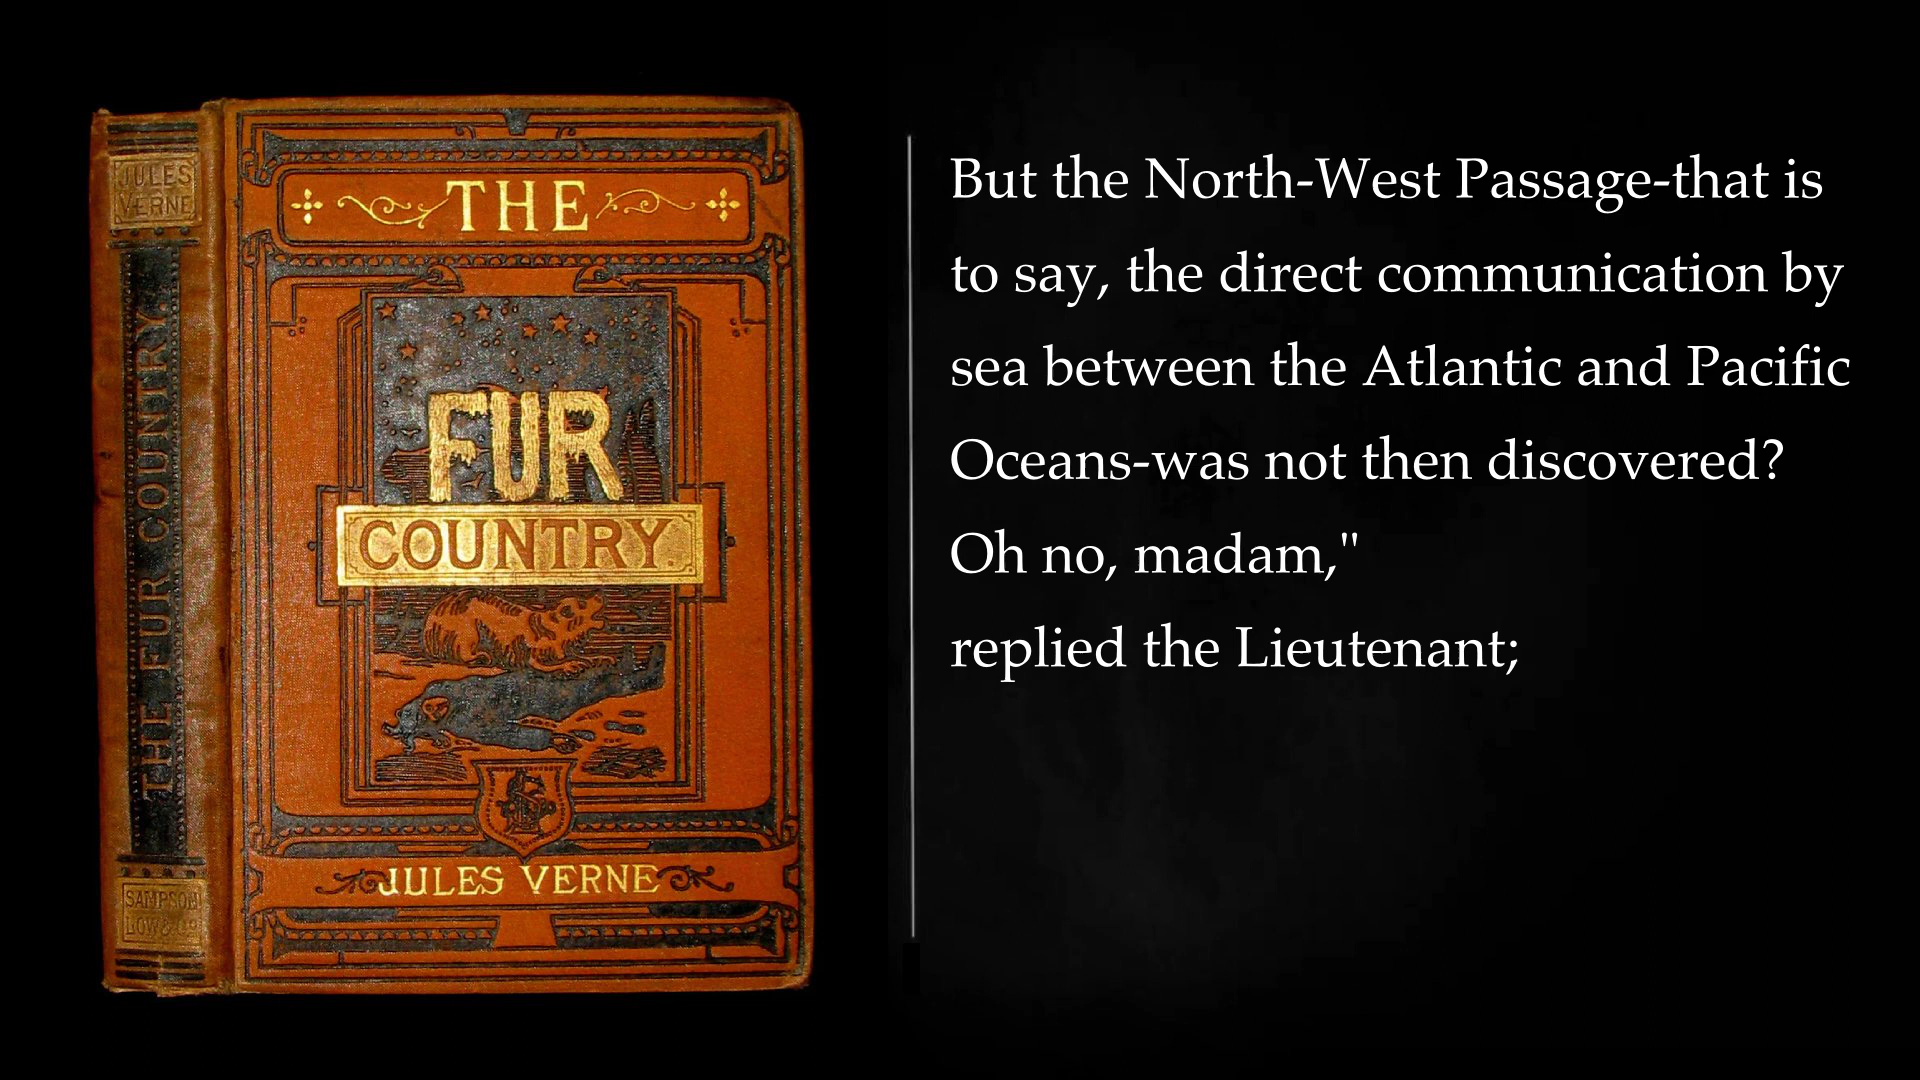 JULES
VERNE
THE FUR COUNTRY.
SAMPSON
LOW & Co
THE
FUR
COUNTRY.
JULES VERNE
But the North-West Passage-that is
to say, the direct communication by
sea between the Atlantic and Pacific
Oceans-was not then discovered?
Oh no, madam,"
replied the Lieutenant;